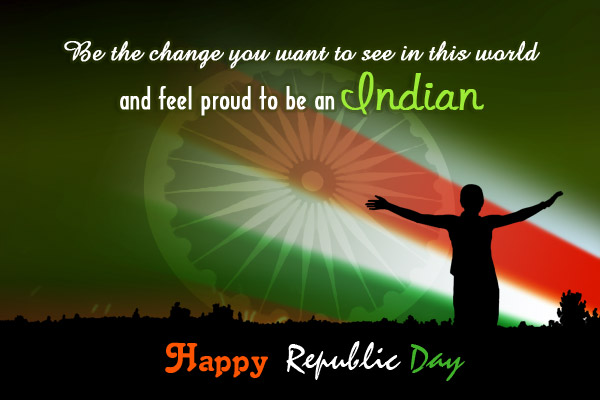 Be the change you want to see in this world
and feel proud to be an Indian
Happy Republic Day